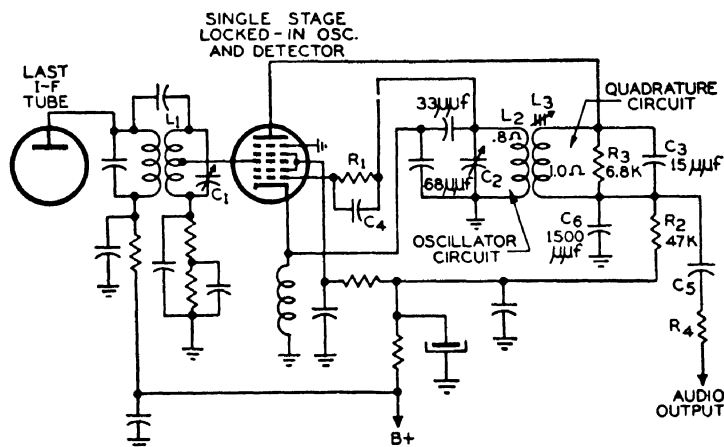 SINGLE STAGE
LOCKED-IN OSC.
AND DETECTOR
LAST
I-F
TUBE
L1
C1
R1
C4
33µµf
68µµf
C2
L2
.8Ω
L3
QUADRATURE
CIRCUIT
1.0Ω
R3
6.8K
C3
15µµf
OSCILLATOR
CIRCUIT
C6
1500
µµf
R2
47K
C5
R4
AUDIO
OUTPUT
B+